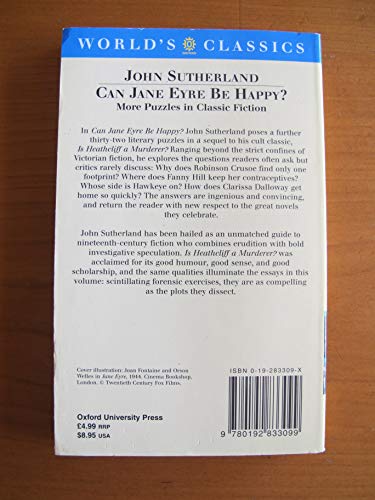 WORLD'S CLASSICS
JOHN SUTHERLAND
CAN JANE EYRE BE HAPPY?
More Puzzles in Classic Fiction
In Can Jane Eyre Be Happy? John Sutherland poses a further
thirty-two literary puzzles in a sequel to his cult classic,
Is Heathcliff a Murderer? Ranging beyond the strict confines of
Victorian fiction, he explores the questions readers often ask but
critics rarely discuss: Why does Robinson Crusoe find only one
footprint? Where does Fanny Hill keep her contraceptives?
Whose side is Hawkeye on? How does Clarissa Dalloway get
home so quickly? The answers are ingenious and convincing,
and return the reader with new respect to the great novels
they celebrate.
John Sutherland has been hailed as an unmatched guide to
nineteenth-century fiction who combines erudition with bold
investigative speculation. Is Heathcliff a Murderer? was
acclaimed for its good humour, good sense, and good
scholarship, and the same qualities illuminate the essays in this
volume: scintillating forensic exercises, they are as compelling
as the plots they dissect.
Cover illustration: Joan Fontaine and Orson
Welles in Jane Eyre, 1944, Cinema Bookshop,
London. © Twentieth Century Fox Films.
Oxford University Press
£4.99 RRP
$8.95 USA
ISBN 0-19-283309-X
9 780192 833099